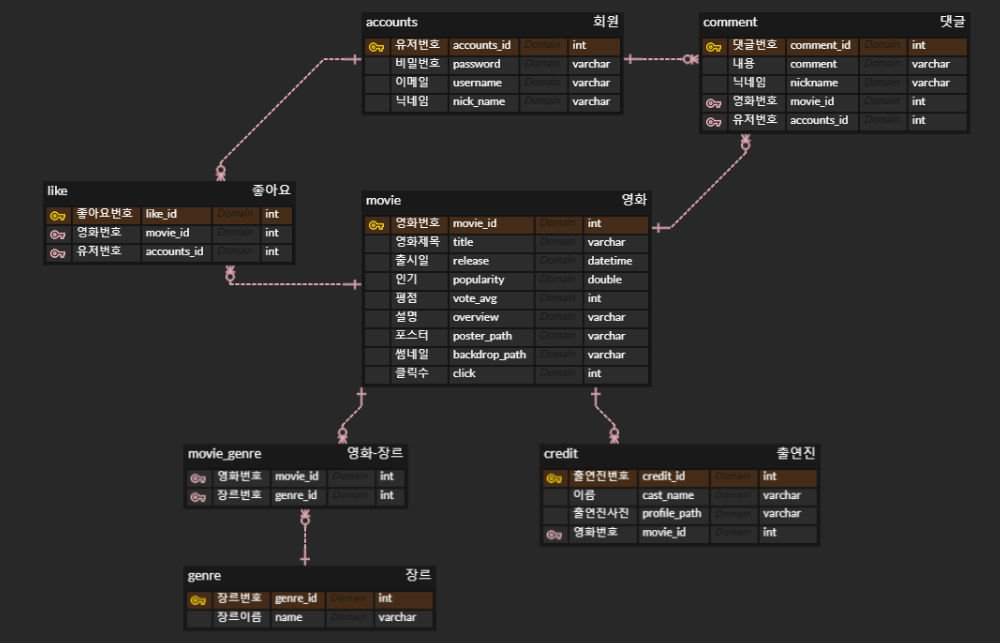 accounts 회원
유저번호 accounts_id Domain int
비밀번호 password Domain varchar
이메일 username Domain varchar
닉네임 nick_name Domain varchar
comment 댓글
댓글번호 comment_id Domain int
내용 comment Domain varchar
닉네임 nickname Domain varchar
영화번호 movie_id Domain int
유저번호 accounts_id Domain int
like 좋아요
좋아요번호 like_id Domain int
영화번호 movie_id Domain int
유저번호 accounts_id Domain int
movie 영화
영화번호 movie_id Domain int
영화제목 title Domain varchar
출시일 release Domain datetime
인기 popularity Domain double
평점 vote_avg Domain int
설명 overview Domain varchar
포스터 poster_path Domain varchar
썸네일 backdrop_path Domain varchar
클릭수 click Domain int
movie_genre 영화-장르
영화번호 movie_id Domain int
장르번호 genre_id Domain int
credit 출연진
출연진번호 credit_id Domain int
이름 cast_name Domain varchar
출연진사진 profile_path Domain varchar
영화번호 movie_id Domain int
genre 장르
장르번호 genre_id Domain int
장르이름 name Domain varchar